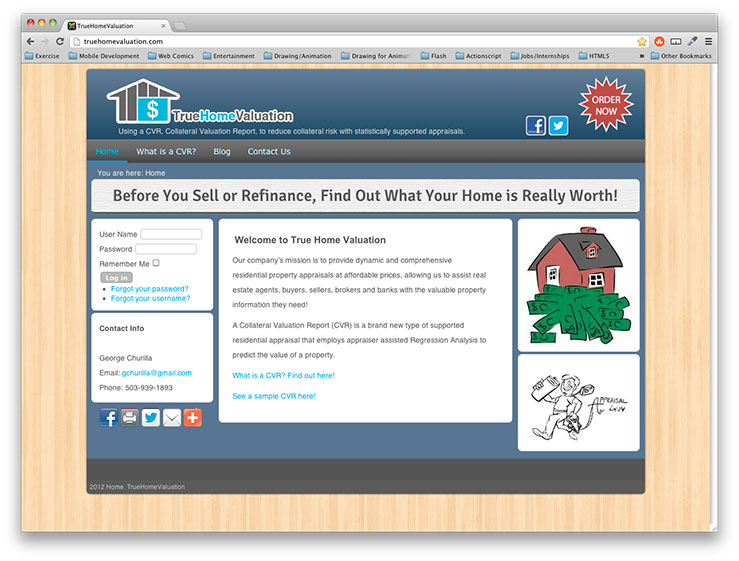 TrueHomeValuation
truehomevaluation.com
Exercise
Mobile Development
Web Comics
Entertainment
Drawing/Animation
Drawing for Animat
Flash
Actionscript
Jobs/Internships
HTML5
»
Other Bookmarks
$
TrueHomeValuation
Using a CVR, Collateral Valuation Report, to reduce collateral risk with statistically supported appraisals.
ORDER
NOW
Home
What is a CVR?
Blog
Contact Us
You are here: Home
Before You Sell or Refinance, Find Out What Your Home is Really Worth!
User Name
Password
Remember Me
Log in
Forgot your password?
Forgot your username?
Contact Info
George Churilla
Email: gchurilla@gmail.com
Phone: 503-939-1893
Welcome to True Home Valuation
Our company's mission is to provide dynamic and comprehensive
residential property appraisals at affordable prices, allowing us to assist real
estate agents, buyers, sellers, brokers and banks with the valuable property
information they need!
A Collateral Valuation Report (CVR) is a brand new type of supported
residential appraisal that employs appraiser assisted Regression Analysis to
predict the value of a property.
What is a CVR? Find out here!
See a sample CVR here!
APPRAISAL
GUY
2012 Home. TrueHomeValuation